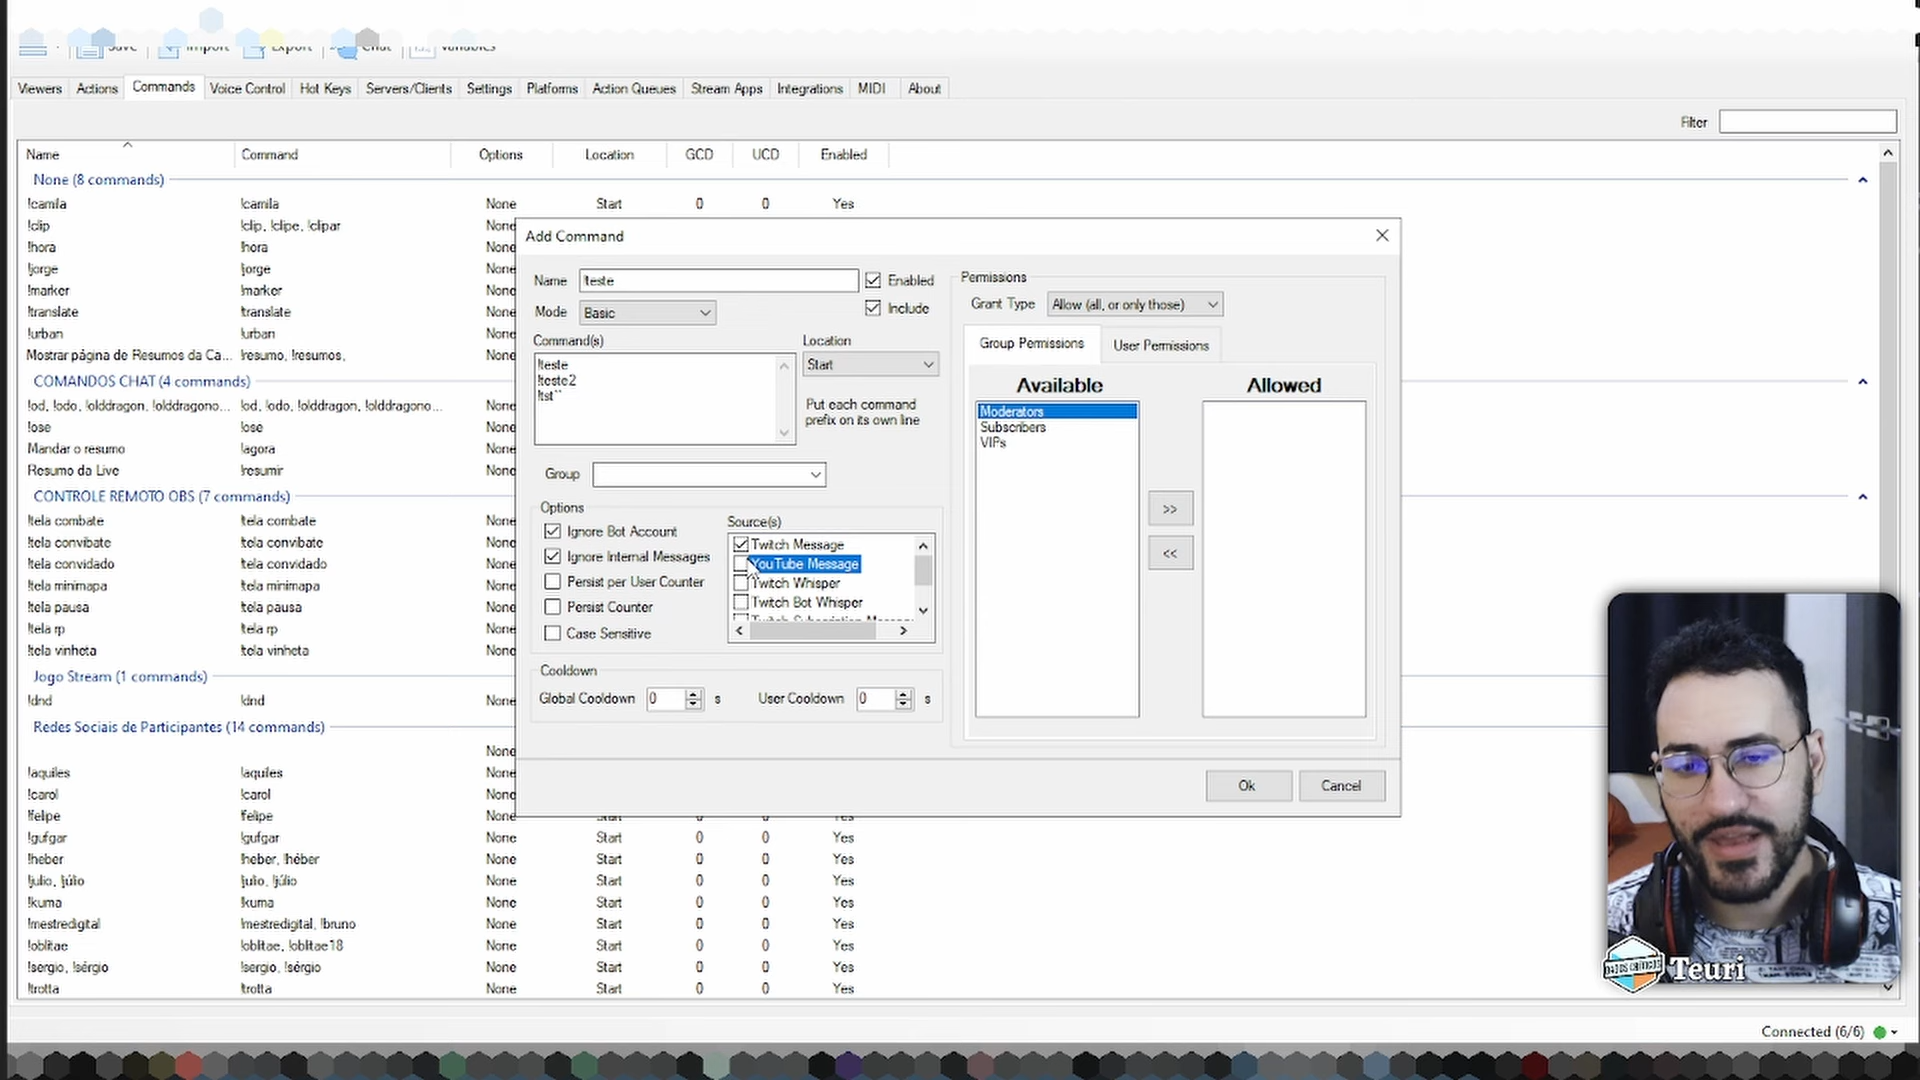 Save Import Export Chat Variables
Viewers Actions Commands Voice Control Hot Keys Servers/Clients Settings Platforms Action Queues Stream Apps Integrations MIDI About
Filter
Name Command Options Location GCD UCD Enabled
None (8 commands)
!camila !camila None Start 0 0 Yes
!clip !clip, !clipe, !clipar None
!hora !hora None
!jorge !jorge None
!marker !marker None
!translate !translate None
!urban !urban None
Mostrar página de Resumos da Ca... !resumo, !resumos, None
COMANDOS CHAT (4 commands)
!od, !odo, !olddragon, !olddragono... !od, !odo, !olddragon, !olddragono... None
!ose !ose None
Mandar o resumo !agora None
Resumo da Live !resumir None
CONTROLE REMOTO OBS (7 commands)
!tela combate !tela combate None
!tela convibate !tela convibate None
!tela convidado !tela convidado None
!tela minimapa !tela minimapa None
!tela pausa !tela pausa None
!tela rp !tela rp None
!tela vinheta !tela vinheta None
Jogo Stream (1 commands)
!dnd !dnd None
Redes Sociais de Participantes (14 commands)
None
!aquiles !aquiles None
!carol !carol None
!felipe !felipe None Start 0 0 Yes
!gufgar !gufgar None Start 0 0 Yes
!heber !heber, !héber None Start 0 0 Yes
!julio, !júlio !julio, !júlio None Start 0 0 Yes
!kuma !kuma None Start 0 0 Yes
!mestredigital !mestredigital, !bruno None Start 0 0 Yes
!oblitae !oblitae, !oblitae18 None Start 0 0 Yes
!sergio, !sérgio !sergio, !sérgio None Start 0 0 Yes
!trotta !trotta None Start 0 0 Yes
Add Command
Name !teste Enabled
Mode Basic Include
Command(s) Location
!teste
!teste2
!tst``
Start
Put each command
prefix on its own line
Group
Options
Ignore Bot Account
Ignore Internal Messages
Persist per User Counter
Persist Counter
Case Sensitive
Source(s)
Twitch Message
YouTube Message
Twitch Whisper
Twitch Bot Whisper
Twitch Subscription Message
Cooldown
Global Cooldown 0 s User Cooldown 0 s
Permissions
Grant Type Allow (all, or only those)
Group Permissions User Permissions
Available Allowed
Moderators
Subscribers
VIPs
>>
<<
Ok Cancel
Teuri
Connected (6/6)